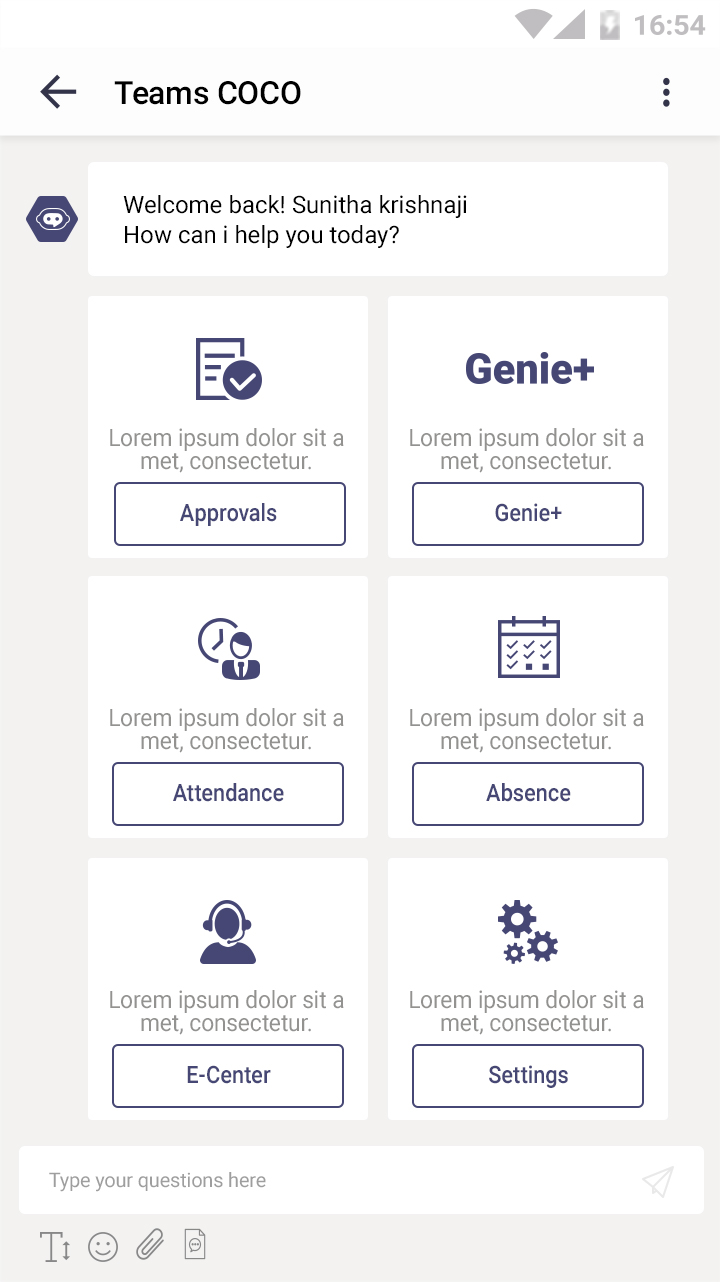 16:54
Teams COCO
Welcome back! Sunitha krishnaji
How can i help you today?
Lorem ipsum dolor sit a
met, consectetur.
Approvals
Genie+
Lorem ipsum dolor sit a
met, consectetur.
Genie+
Lorem ipsum dolor sit a
met, consectetur.
Attendance
Lorem ipsum dolor sit a
met, consectetur.
Absence
Lorem ipsum dolor sit a
met, consectetur.
E-Center
Lorem ipsum dolor sit a
met, consectetur.
Settings
Type your questions here